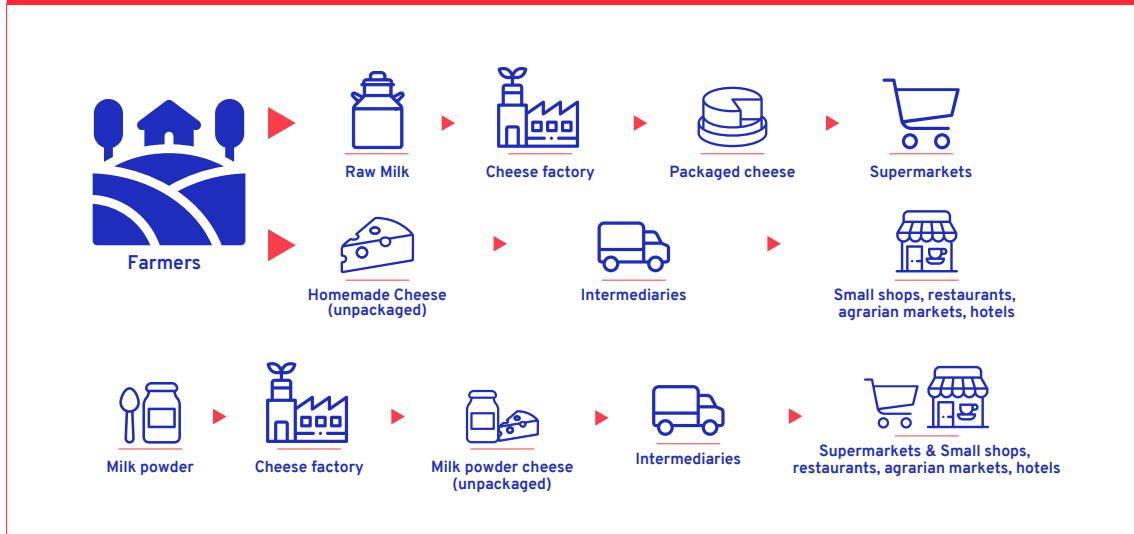 Farmers
Raw Milk
Cheese factory
Packaged cheese
Supermarkets
Homemade Cheese
(unpackaged)
Intermediaries
Small shops, restaurants,
agrarian markets, hotels
Milk powder
Cheese factory
Milk powder cheese
(unpackaged)
Intermediaries
Supermarkets & Small shops,
restaurants, agrarian markets, hotels